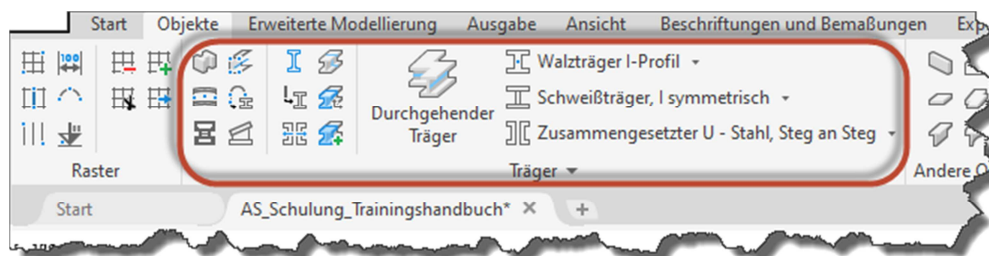 Start Objekte Erweiterte Modellierung Ausgabe Ansicht Beschriftungen und Bemaßungen
Walzträger I-Profil
Schweißträger, I symmetrisch
Durchgehender
Träger
Zusammengesetzter U - Stahl, Steg an Steg
Raster Träger Andere
Start AS_Schulung_Trainingshandbuch* × +